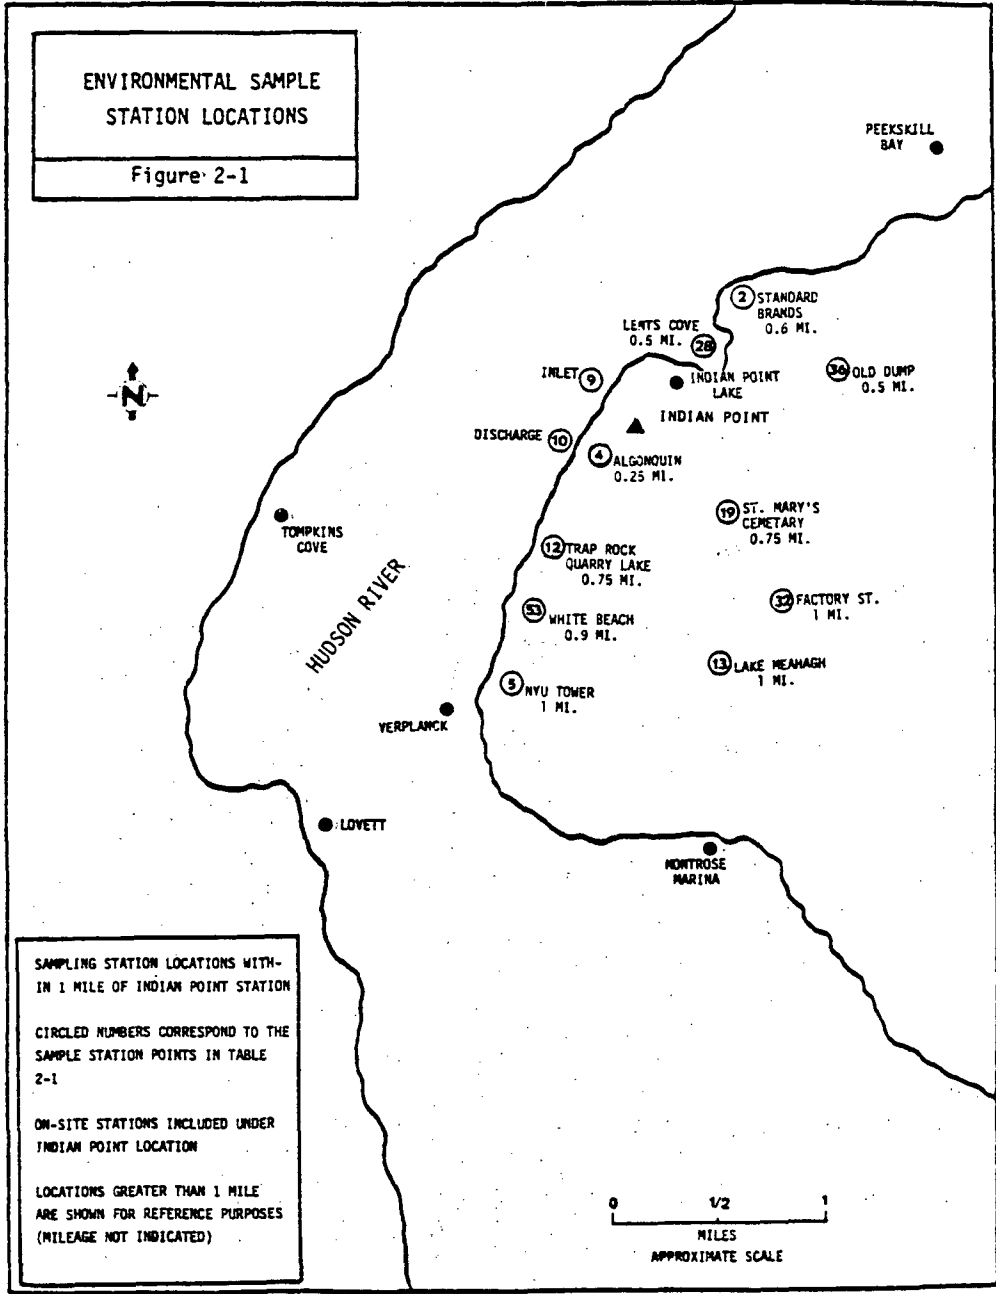 ENVIRONMENTAL SAMPLE
STATION LOCATIONS
Figure 2-1
PEEKSKILL
BAY
2
STANDARD
BRANDS
0.6 MI.
LENTS COVE
0.5 MI.
28
INLET
9
INDIAN POINT
LAKE
36
OLD DUMP
0.5 MI.
N
INDIAN POINT
DISCHARGE
10
4
ALGONQUIN
0.25 MI.
19
ST. MARY'S
CEMETARY
0.75 MI.
TOMPKINS
COVE
12
TRAP ROCK
QUARRY LAKE
0.75 MI.
HUDSON RIVER
32
FACTORY ST.
1 MI.
53
WHITE BEACH
0.9 MI.
13
LAKE MEAHAGH
1 MI.
5
NYU TOWER
1 MI.
VERPLANCK
LOVETT
MONTROSE
MARINA
SAMPLING STATION LOCATIONS WITH-
IN 1 MILE OF INDIAN POINT STATION
CIRCLED NUMBERS CORRESPOND TO THE
SAMPLE STATION POINTS IN TABLE
2-1
ON-SITE STATIONS INCLUDED UNDER
INDIAN POINT LOCATION
LOCATIONS GREATER THAN 1 MILE
ARE SHOWN FOR REFERENCE PURPOSES
(MILEAGE NOT INDICATED)
0 1/2 1
MILES
APPROXIMATE SCALE